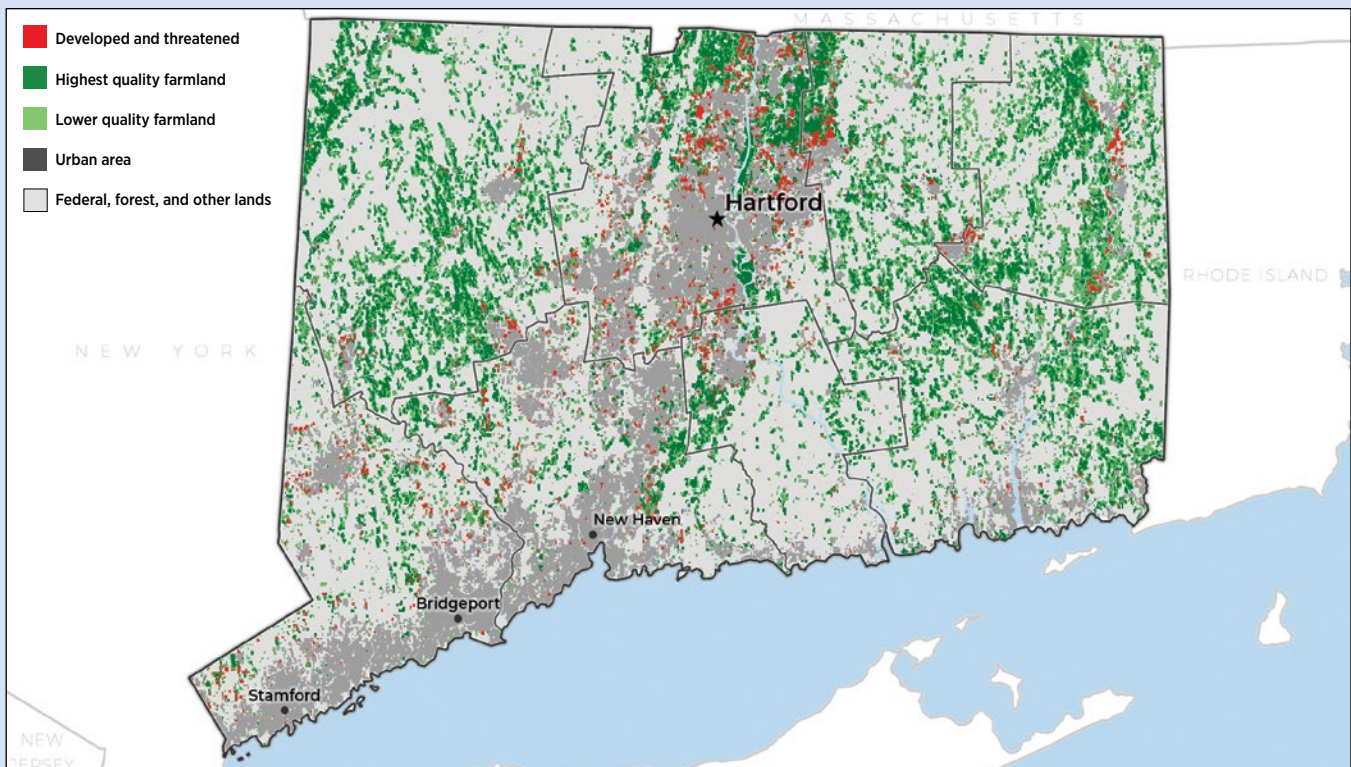 MASSACHUSETTS
Developed and threatened
Highest quality farmland
Lower quality farmland
Urban area
Federal, forest, and other lands
Hartford
RHODE ISLAND
NEW YORK
New Haven
Bridgeport
Stamford
NEW
JERSEY